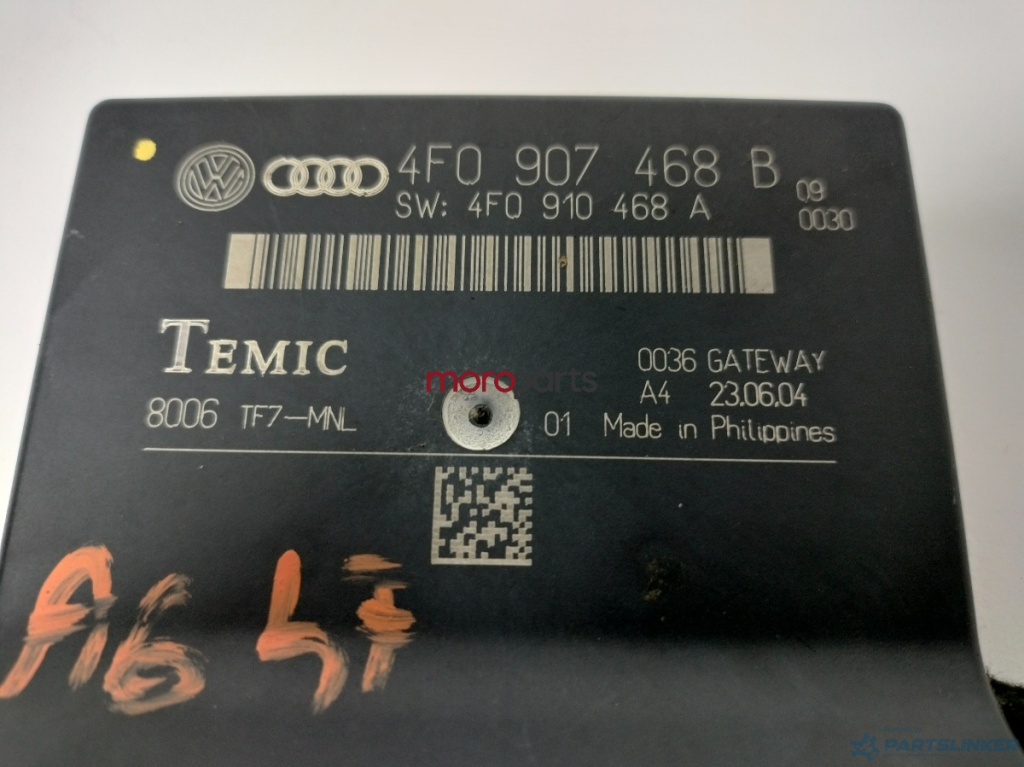 4F0 907 468 B 09
SW: 4F0 910 468 A 0030
TEMIC
0036 GATEWAY
A4 23.06.04
8006 TF7-MNL 01 Made in Philippines
moroparts
A6 4F
PARTSLINKER